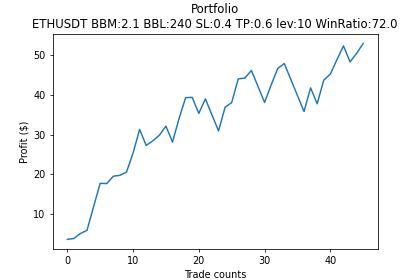 Portfolio
ETHUSDT BBM:2.1 BBL:240 SL:0.4 TP:0.6 lev:10 WinRatio:72.0
50
40
30
20
10
Profit ($)
0 10 20 30 40
Trade counts